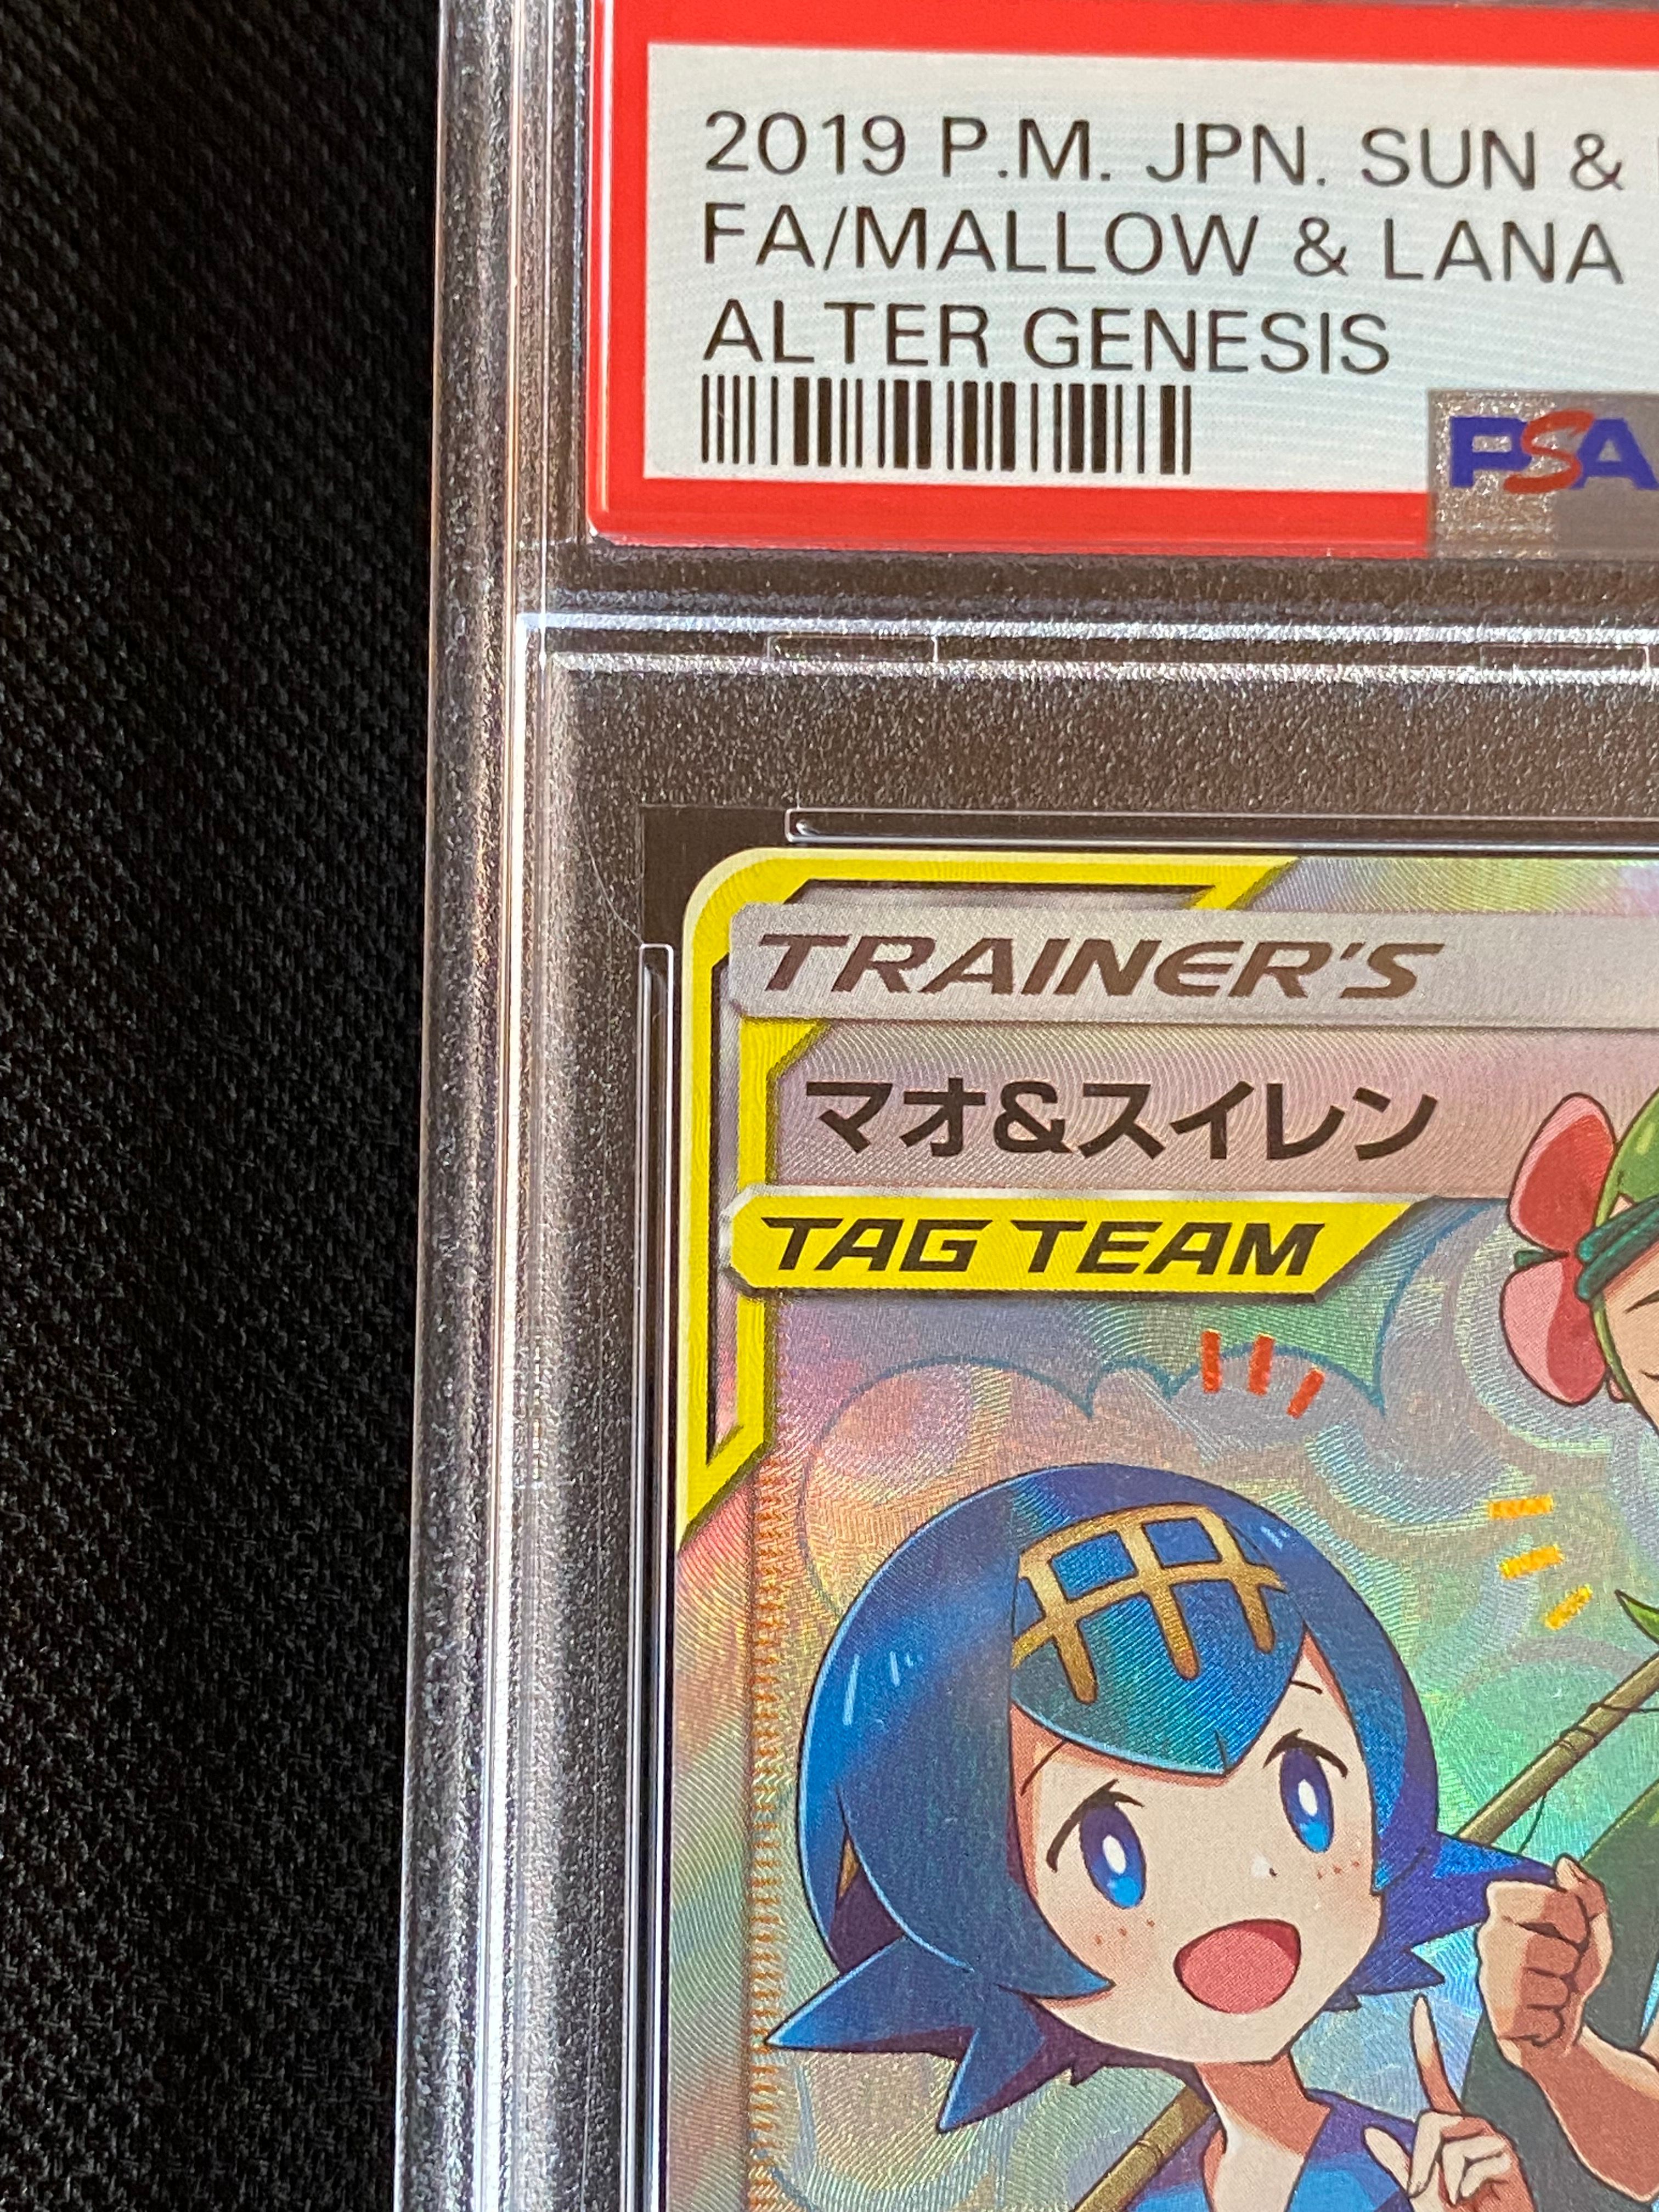 2019 P.M. JPN. SUN &
FA/MALLOW & LANA
ALTER GENESIS
PSA
TRAINER'S
マオ&スイレン
TAG TEAM